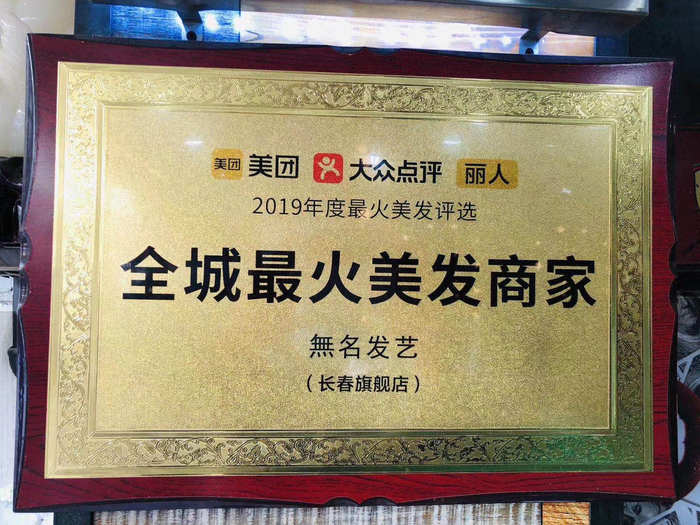 美团 美团 大众点评 丽人
2019年度最火美发评选
全城最火美发商家
無名发艺
（长春旗舰店）